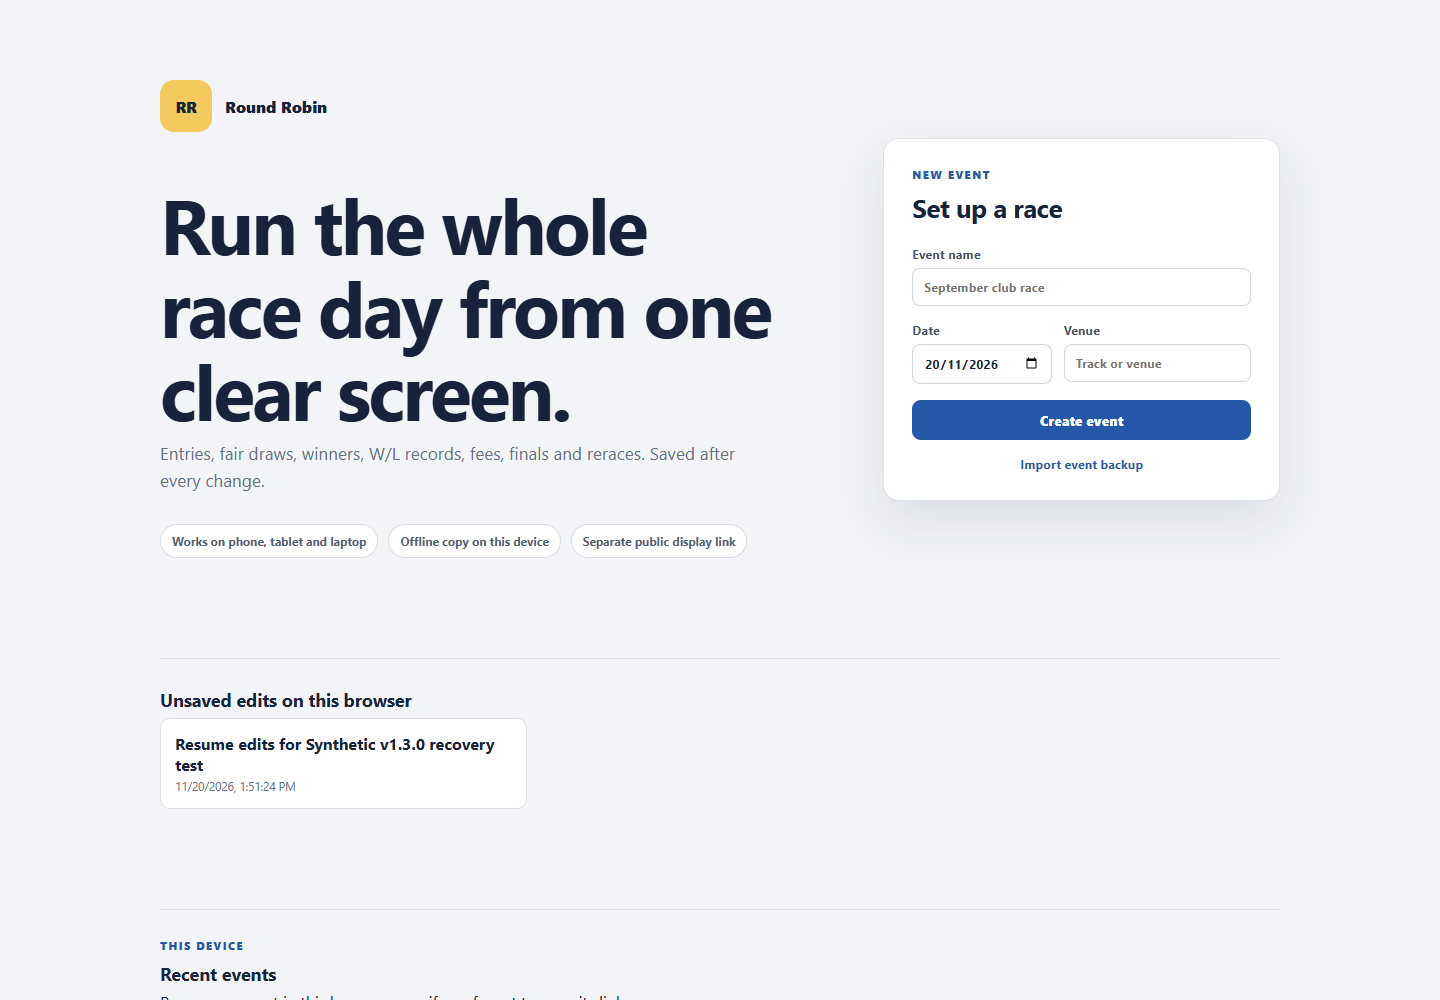 RR
Round Robin
Run the whole
race day from one
clear screen.
Entries, fair draws, winners, W/L records, fees, finals and reraces. Saved after
every change.
Works on phone, tablet and laptop
Offline copy on this device
Separate public display link
NEW EVENT
Set up a race
Event name
September club race
Date
Venue
20/11/2026
Track or venue
Create event
Import event backup
Unsaved edits on this browser
Resume edits for Synthetic v1.3.0 recovery
test
11/20/2026, 1:51:24 PM
THIS DEVICE
Recent events